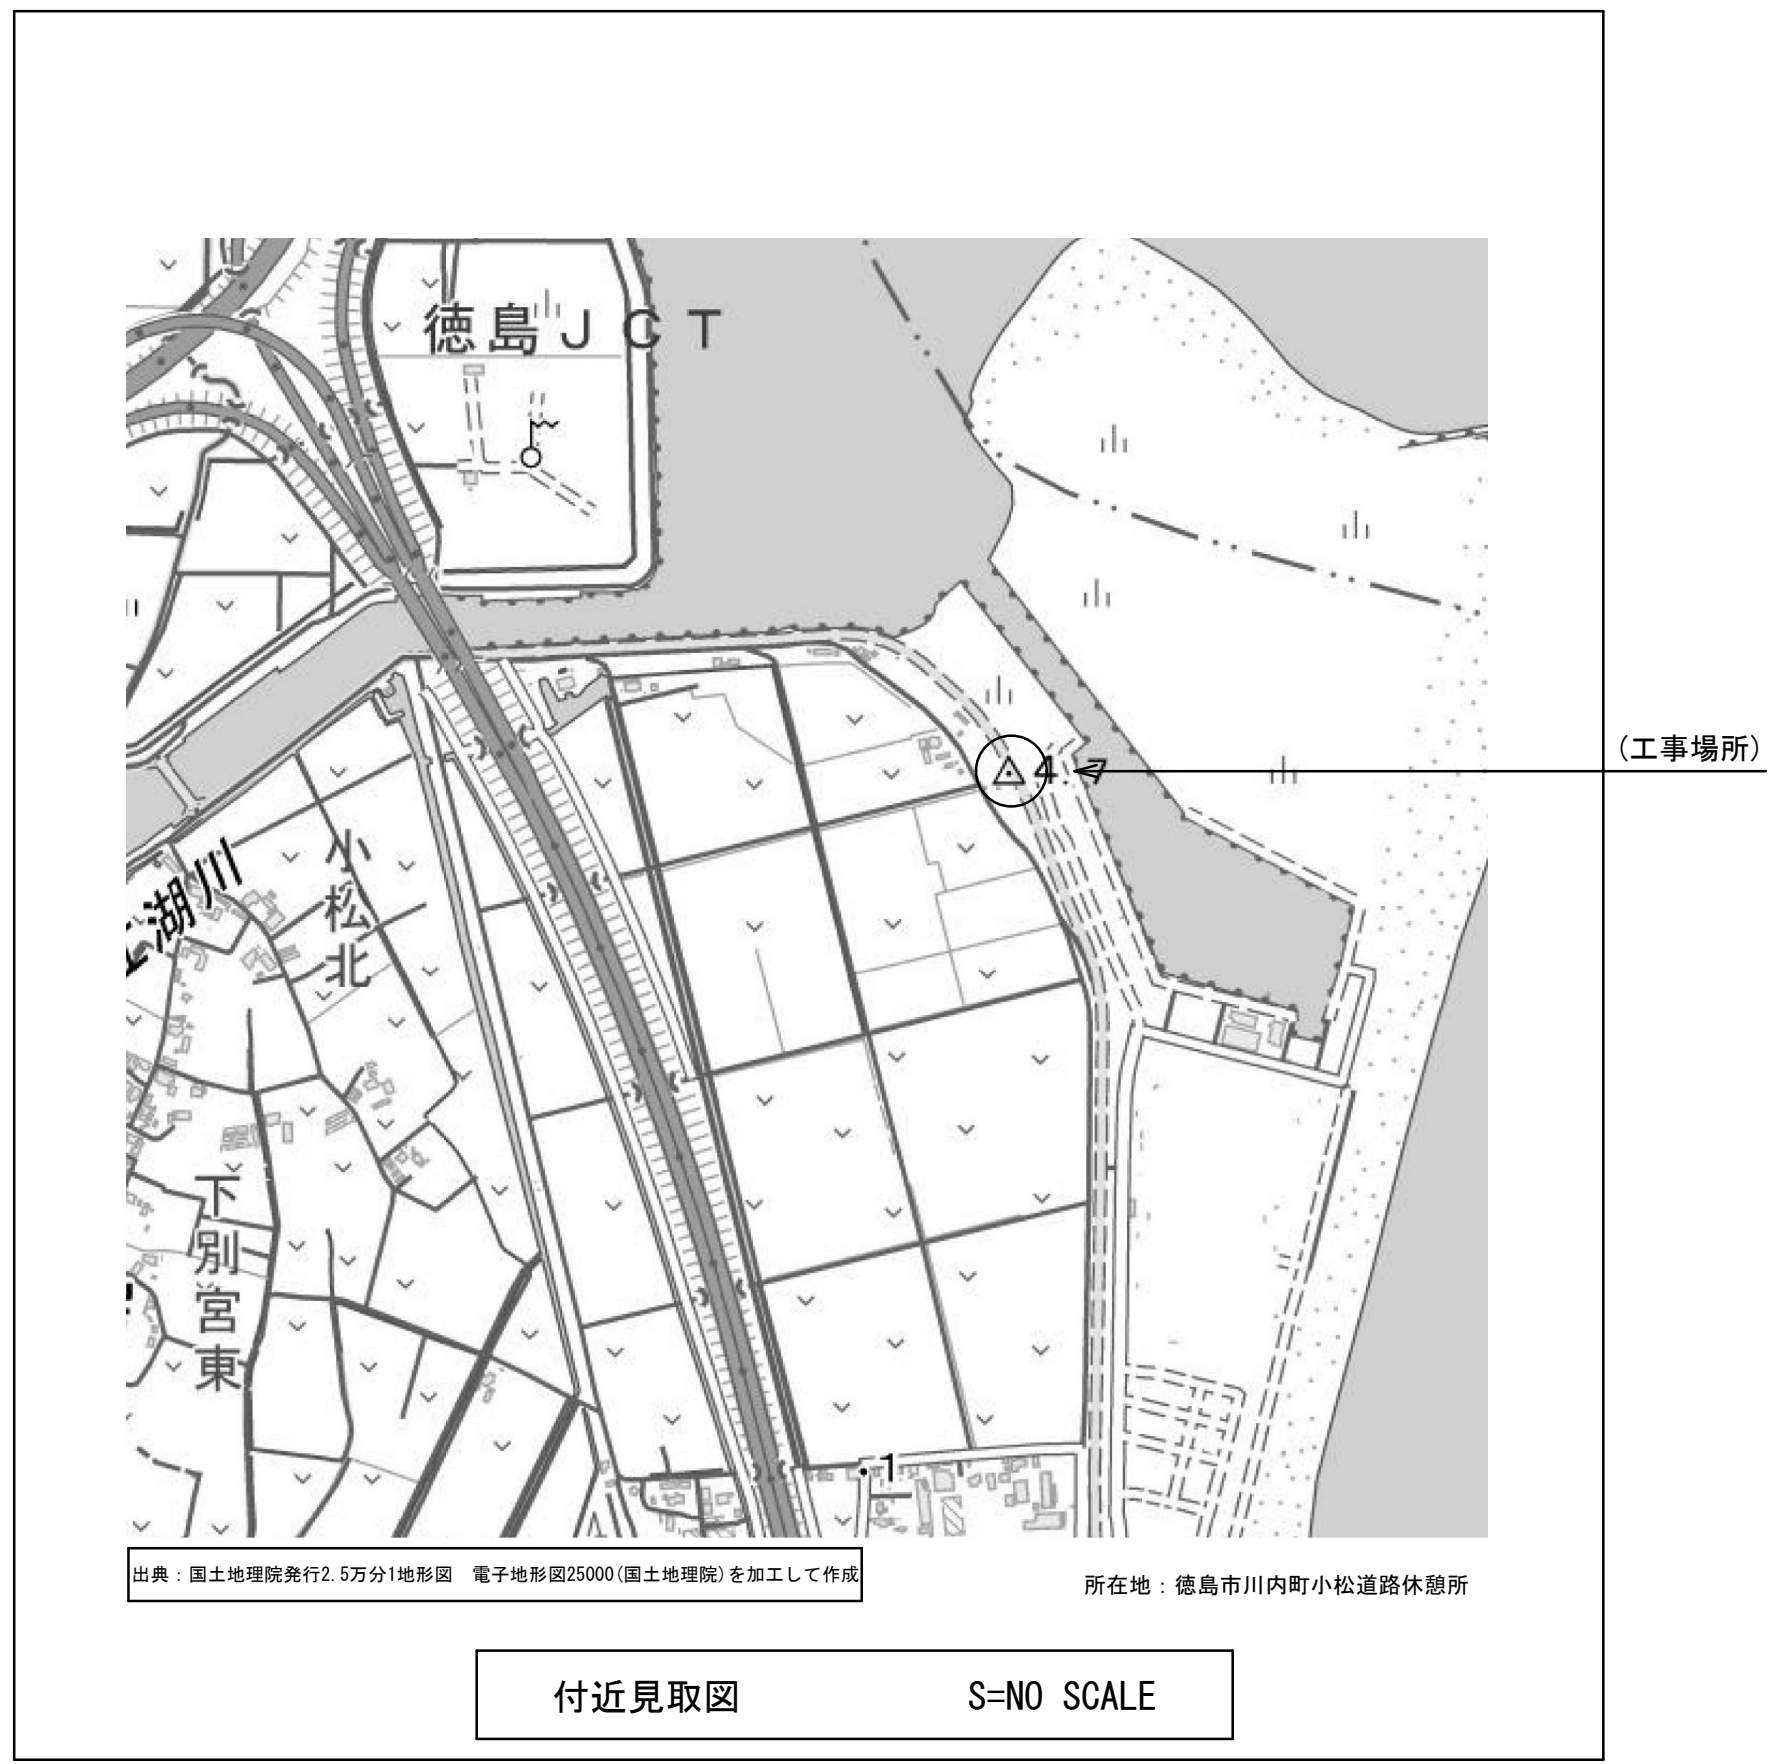 徳島JCT
4.7
(工事場所)
湖川
小松北
下別宮東
1
出典：国土地理院発行2.5万分1地形図　電子地形図25000(国土地理院)を加工して作成
所在地：徳島市川内町小松道路休憩所
付近見取図　S=NO SCALE